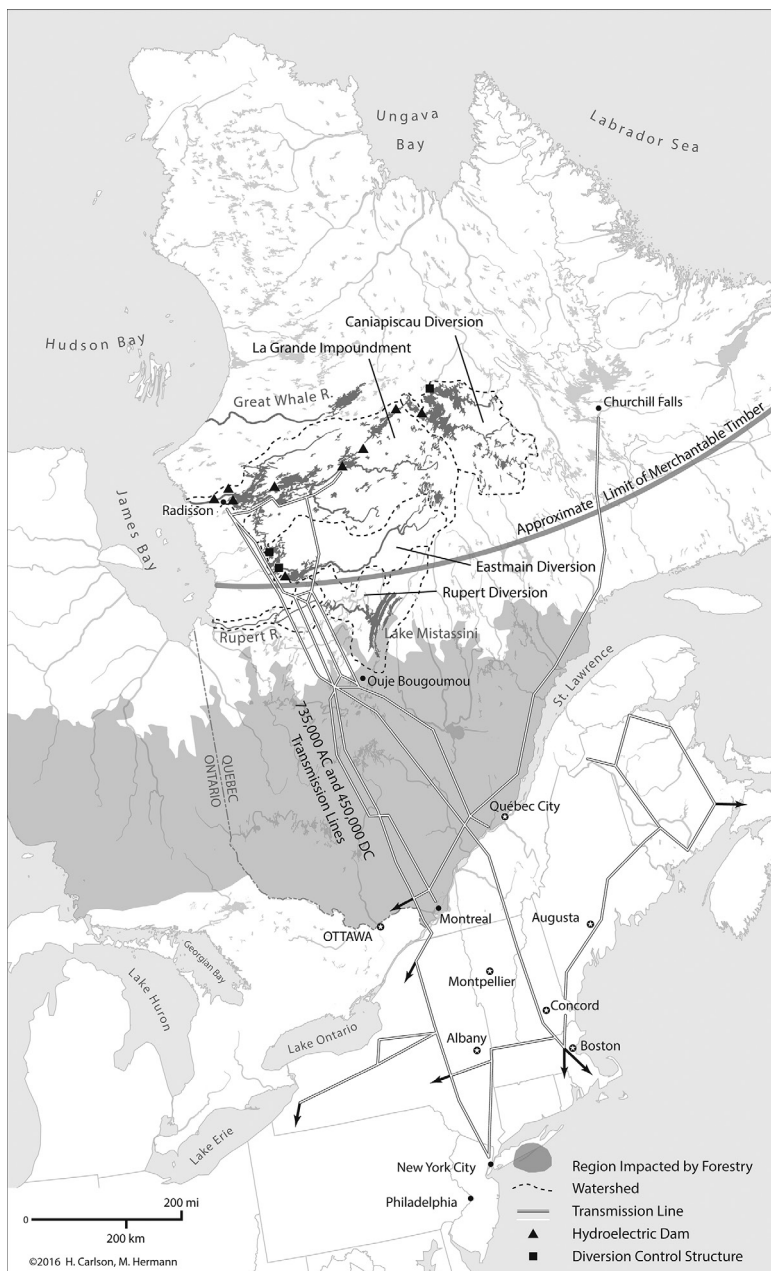 Ungava
Bay
Labrador Sea
Caniapiscau Diversion
La Grande Impoundment
Hudson Bay
Great Whale R.
Churchill Falls
Approximate Limit of Merchantable Timber
James Bay
Radisson
Eastmain Diversion
Rupert Diversion
Rupert R.
Lake Mistassini
Ouje Bougoumou
St. Lawrence
735,000 AC and 450,000 DC
Transmission Lines
QUEBEC
ONTARIO
Québec City
Montreal
OTTAWA
Augusta
Georgian Bay
Lake Huron
Montpellier
Concord
Lake Ontario
Albany
Boston
Lake Erie
New York City
Philadelphia
Region Impacted by Forestry
Watershed
Transmission Line
Hydroelectric Dam
Diversion Control Structure
200 mi
0
200 km
©2016 H. Carlson, M. Hermann